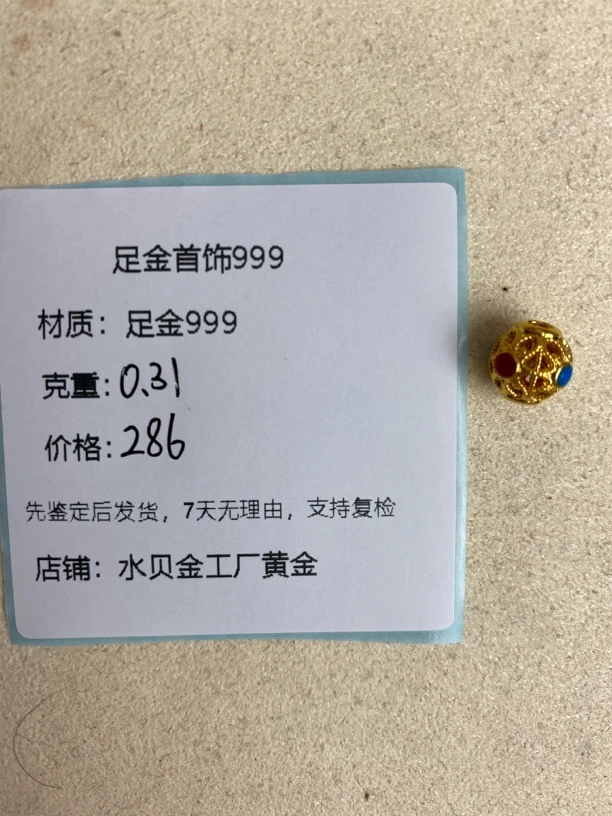 足金首饰999
材质：足金999
克重：0.31
价格：286
先鉴定后发货，7天无理由，支持复检
店铺：水贝金工厂黄金